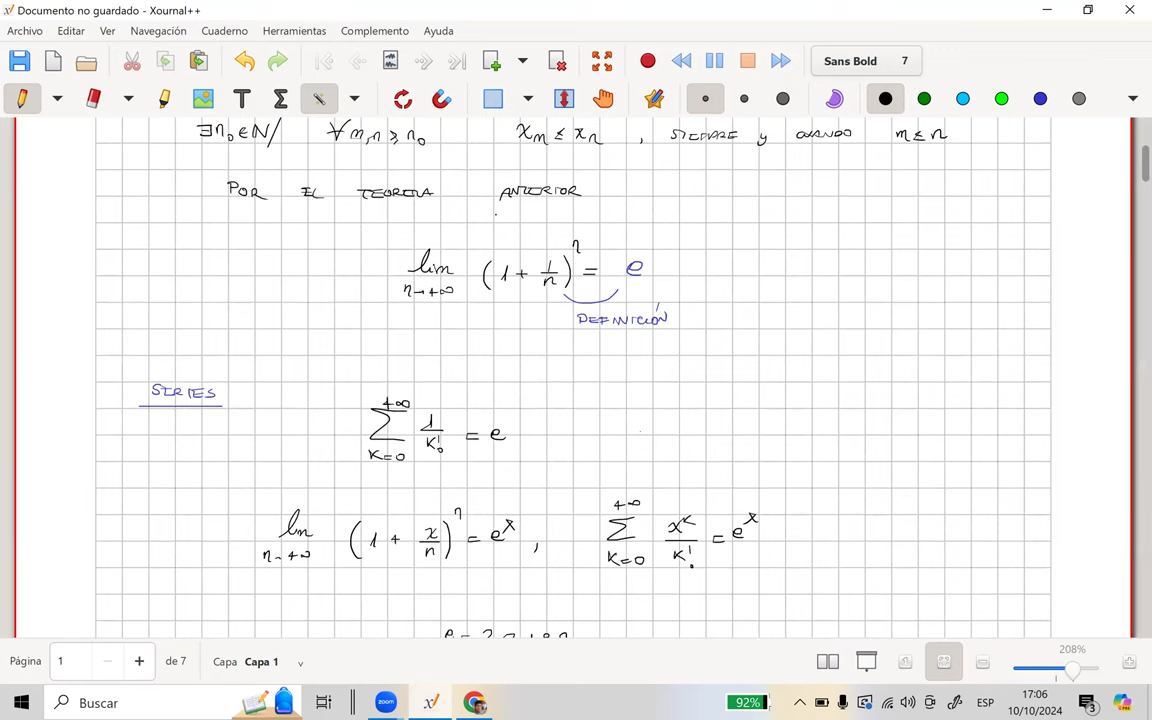 Documento no guardado - Xournal++
Archivo Editar Ver Navegación Cuaderno Herramientas Complemento Ayuda
Sans Bold 7
∃n₀∈N/ ∀m,n ≥ n₀ xₘ ≤ xₙ , SIEMPRE y CUANDO m ≤ n
POR EL TEOREMA ANTERIOR
lim n→+∞ (1 + 1/n)ⁿ = e
DEFINICIÓN
SERIES
∑ k=0 +∞ 1/k! = e
lim n→+∞ (1 + x/n)ⁿ = eˣ , ∑ k=0 +∞ xᵏ/k! = eˣ
Página 1 de 7 Capa Capa 1 208%
Buscar zoom 92% ESP 17:06 10/10/2024 3